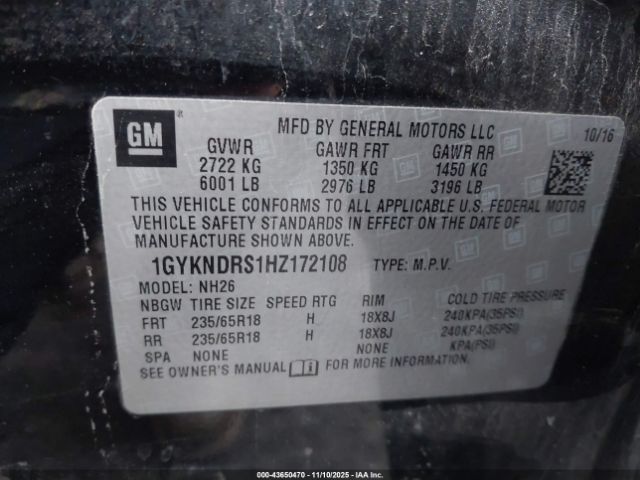 GM
®
MFD BY GENERAL MOTORS LLC 10/16
GVWR GAWR FRT GAWR RR
2722 KG 1350 KG 1450 KG
6001 LB 2976 LB 3196 LB
THIS VEHICLE CONFORMS TO ALL APPLICABLE U.S. FEDERAL MOTOR
VEHICLE SAFETY STANDARDS IN EFFECT ON THE DATE OF
MANUFACTURE SHOWN ABOVE.
1GYKNDRS1HZ172108 TYPE: M.P.V.
MODEL: NH26
NBGW TIRE SIZE SPEED RTG RIM COLD TIRE PRESSURE
FRT 235/65R18 H 18X8J 240KPA(35PSI)
RR 235/65R18 H 18X8J 240KPA(35PSI)
SPA NONE NONE KPA(PSI)
SEE OWNER'S MANUAL i FOR MORE INFORMATION.
000-43650470 - 11/10/2025 - IAAI Inc. - Copyright